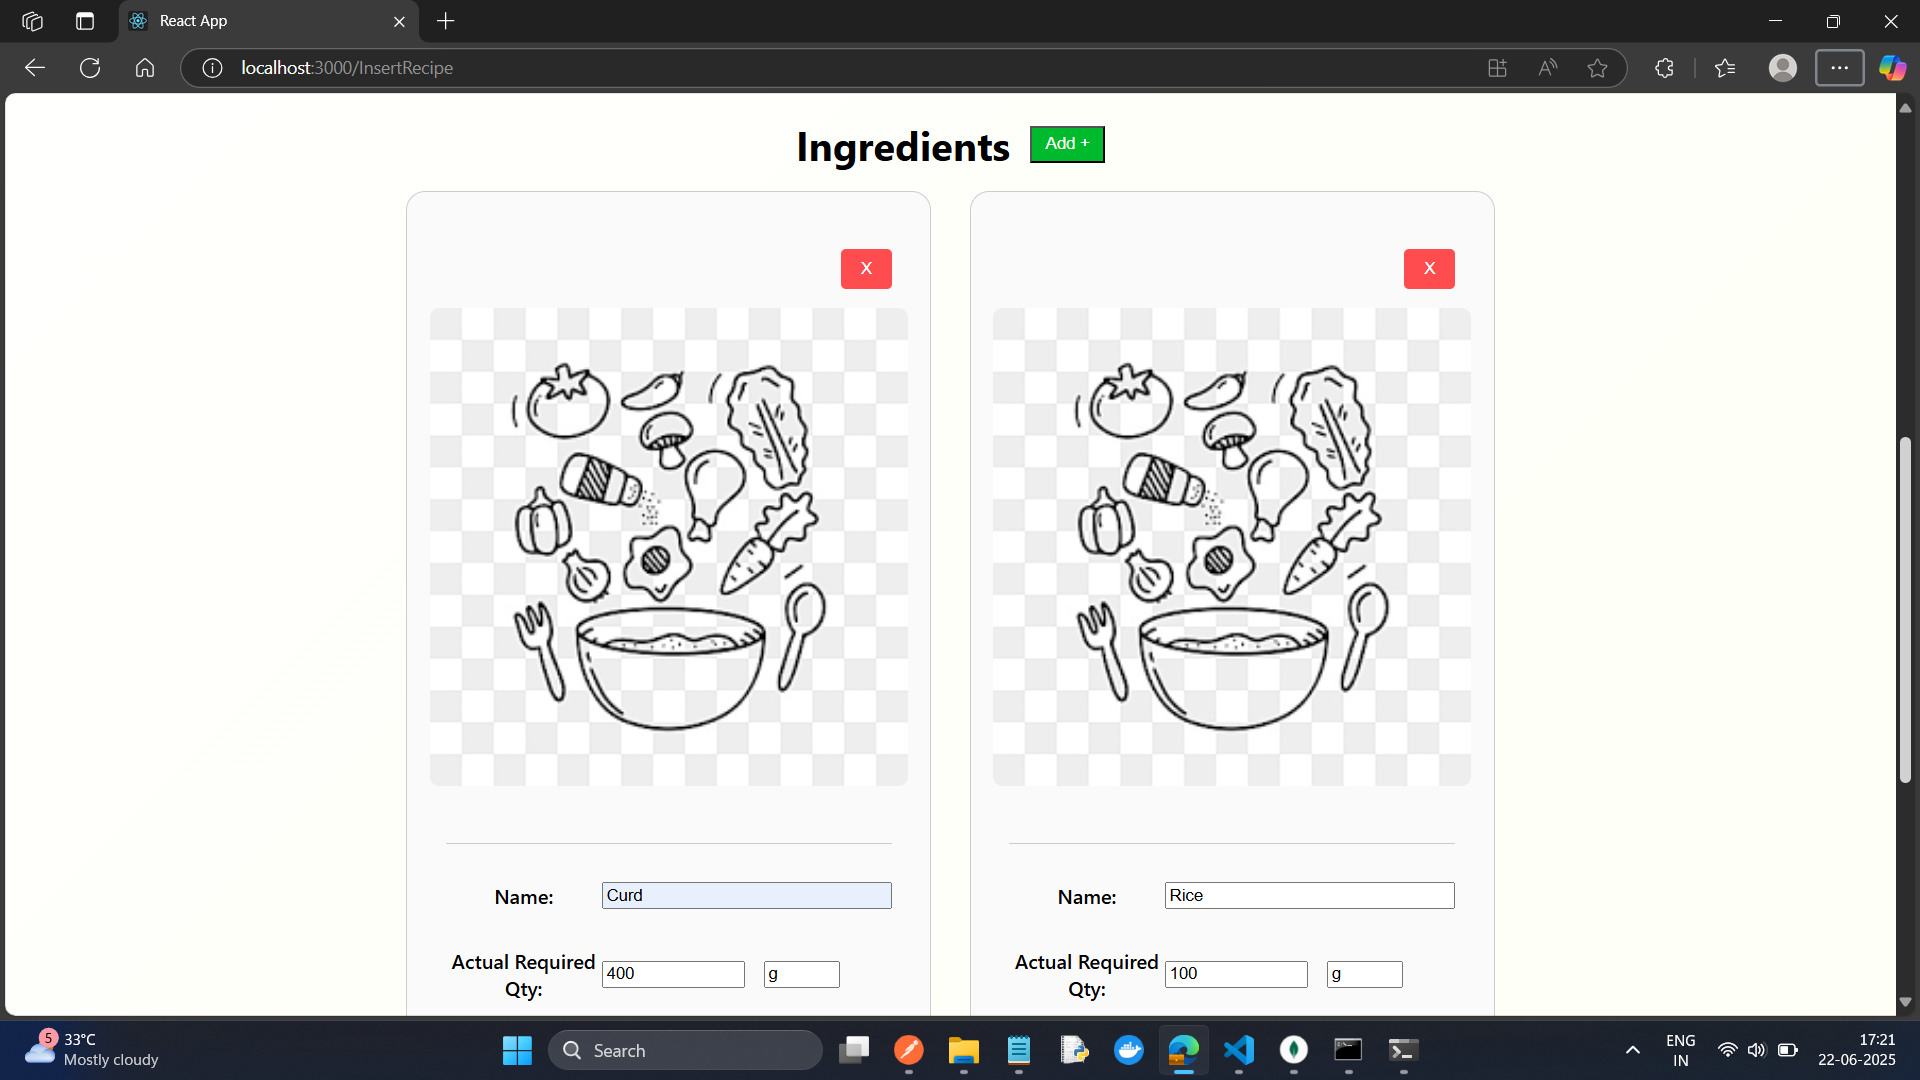 React App
localhost:3000/InsertRecipe
Ingredients Add +
X X
Name: Curd Name: Rice
Actual Required Qty: 400 g Actual Required Qty: 100 g
5 33°C
Mostly cloudy
Search
ENG
IN
17:21
22-06-2025